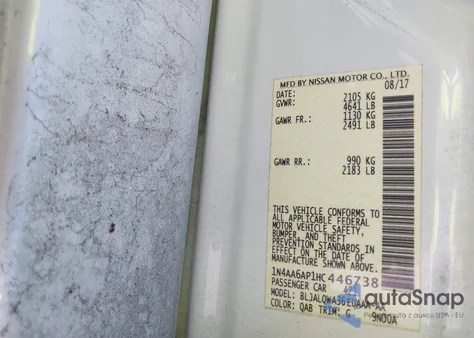 MFD BY NISSAN MOTOR CO., LTD.
DATE: 08/17
GVWR: 2105 KG
4641 LB
GAWR FR.: 1130 KG
2491 LB
GAWR RR.: 990 KG
2183 LB
THIS VEHICLE CONFORMS TO
ALL APPLICABLE FEDERAL
MOTOR VEHICLE SAFETY,
BUMPER, AND THEFT
PREVENTION STANDARDS IN
EFFECT ON THE DATE OF
MANUFACTURE SHOWN ABOVE.
1N4AA6AP1HC446738
PASSENGER CAR
MODEL:
COLOR: QAB TRIM: G
autoSnap